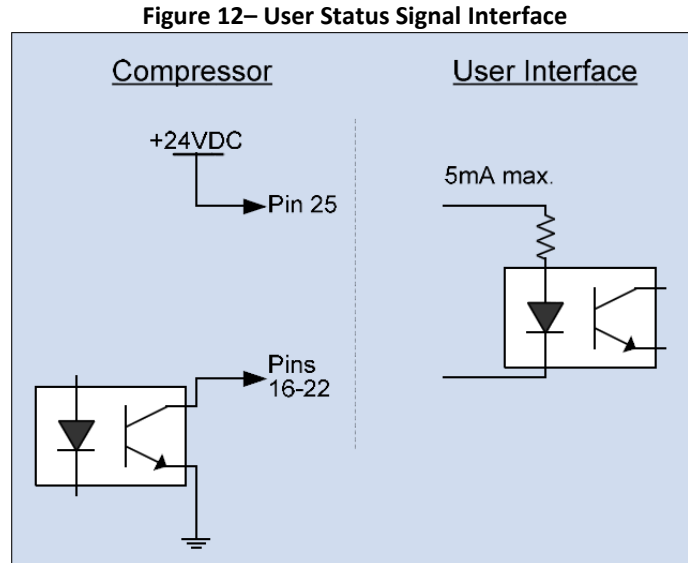 Figure 12– User Status Signal Interface
Compressor
User Interface
+24VDC
Pin 25
5mA max.
Pins
16-22